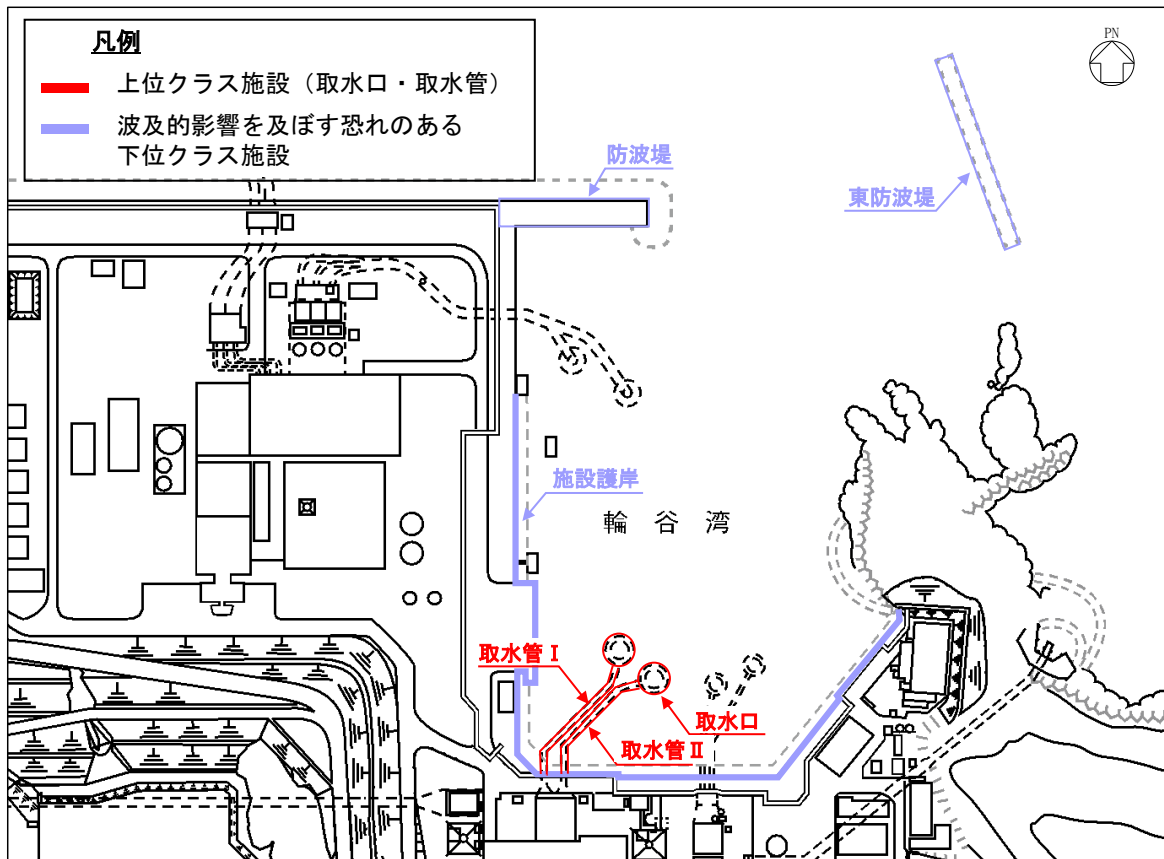 凡例
上位クラス施設（取水口・取水管）
波及的影響を及ぼす恐れのある
下位クラス施設
PN
防波堤
東防波堤
施設護岸
輪谷湾
取水管Ⅰ
取水口
取水管Ⅱ